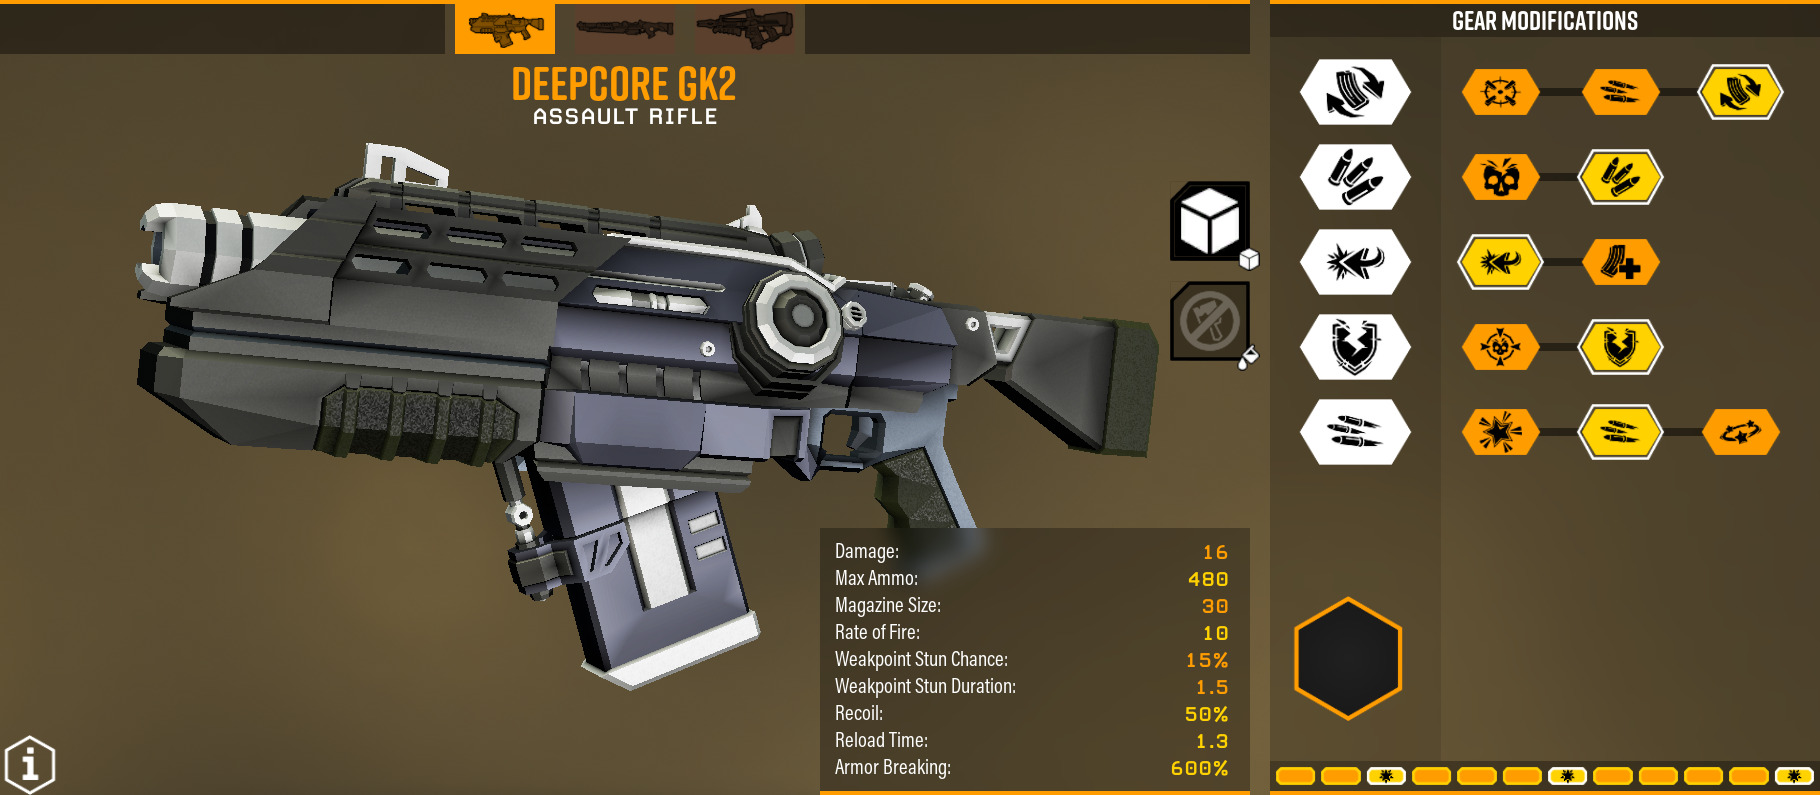 GEAR MODIFICATIONS
DEEPCORE GK2
ASSAULT RIFLE
Damage: 16
Max Ammo: 480
Magazine Size: 30
Rate of Fire: 10
Weakpoint Stun Chance: 15%
Weakpoint Stun Duration: 1.5
Recoil: 50%
Reload Time: 1.3
Armor Breaking: 600%